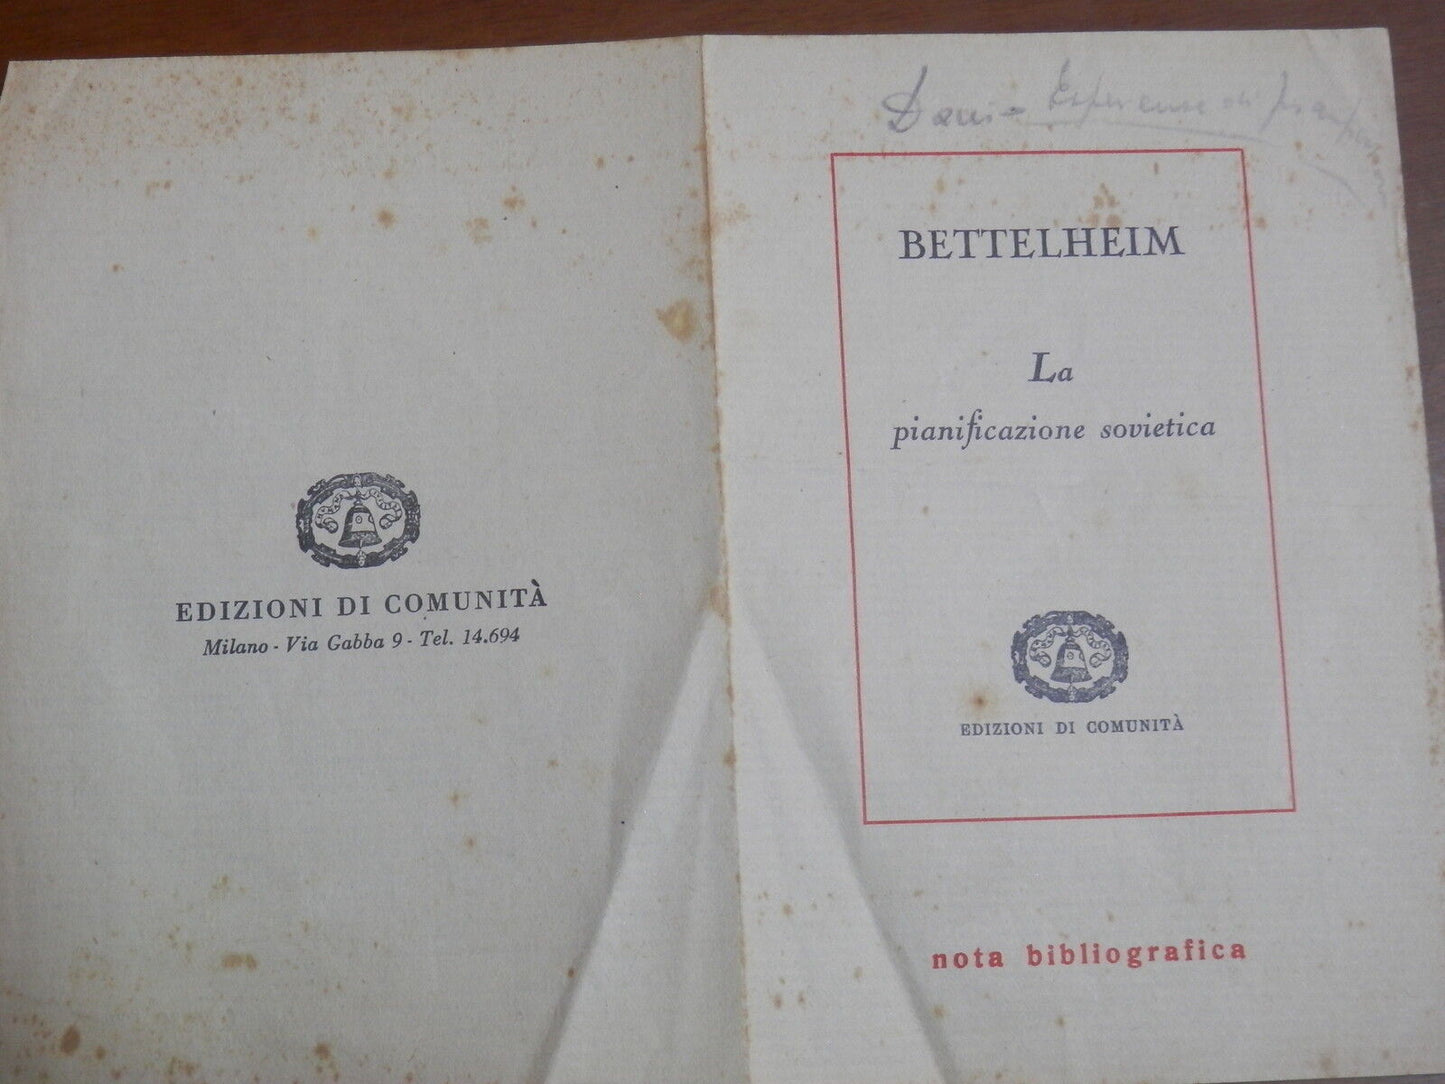 EDIZIONI DI COMUNITÀ
Milano - Via Gabba 9 - Tel. 14.694
BETTELHEIM
La
pianificazione sovietica
EDIZIONI DI COMUNITÀ
nota bibliografica